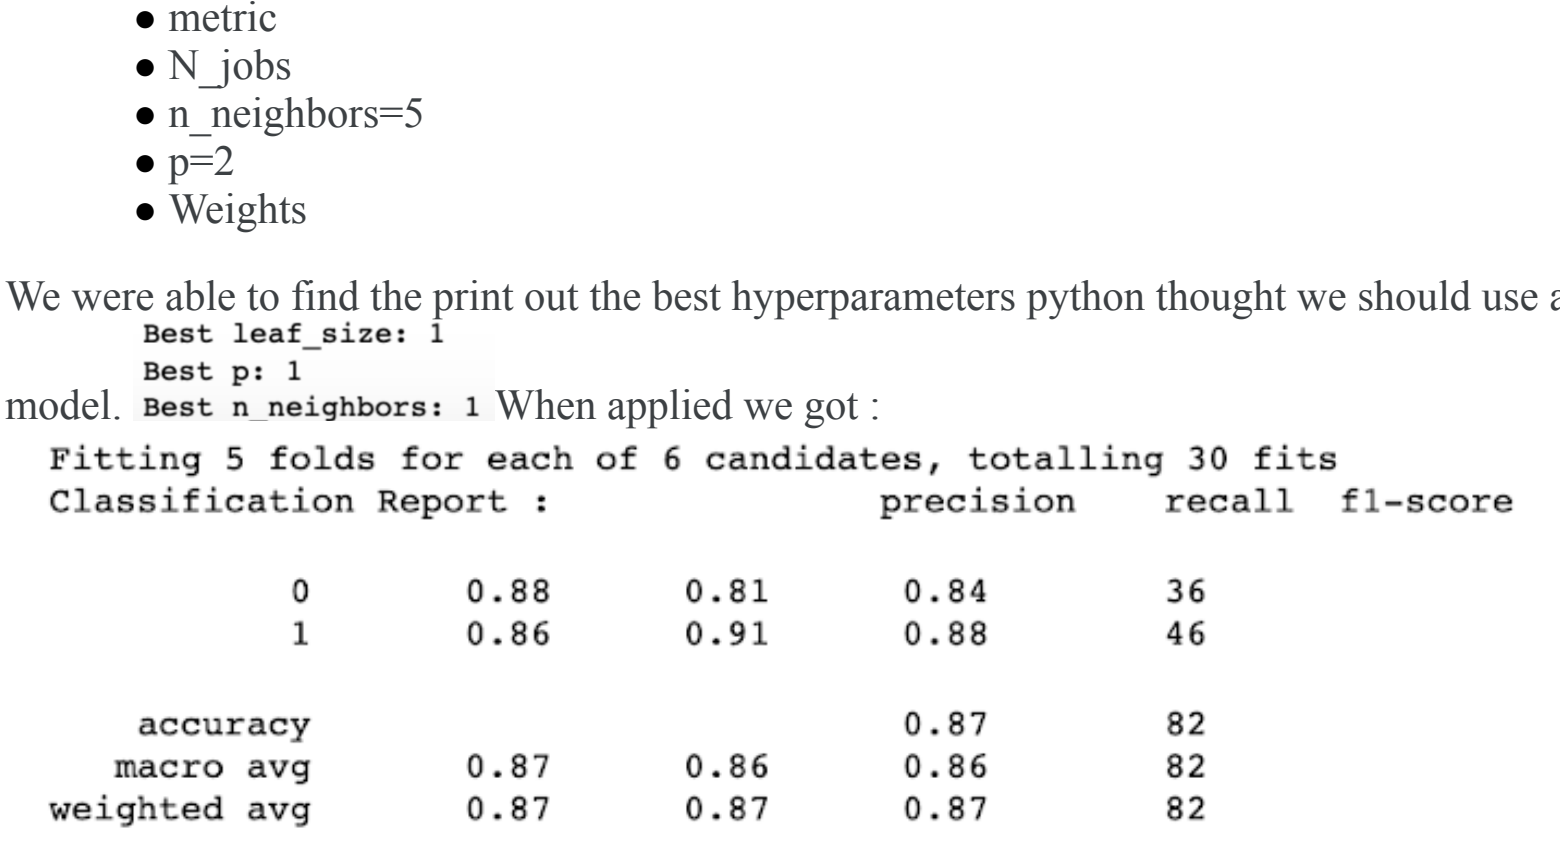 ● metric
● N_jobs
● n_neighbors=5
● p=2
● Weights
We were able to find the print out the best hyperparameters python thought we should use
Best leaf_size: 1
Best p: 1
model. Best n_neighbors: 1 When applied we got :
Fitting 5 folds for each of 6 candidates, totalling 30 fits
Classification Report : precision recall f1-score
0 0.88 0.81 0.84 36
1 0.86 0.91 0.88 46
accuracy 0.87 82
macro avg 0.87 0.86 0.86 82
weighted avg 0.87 0.87 0.87 82